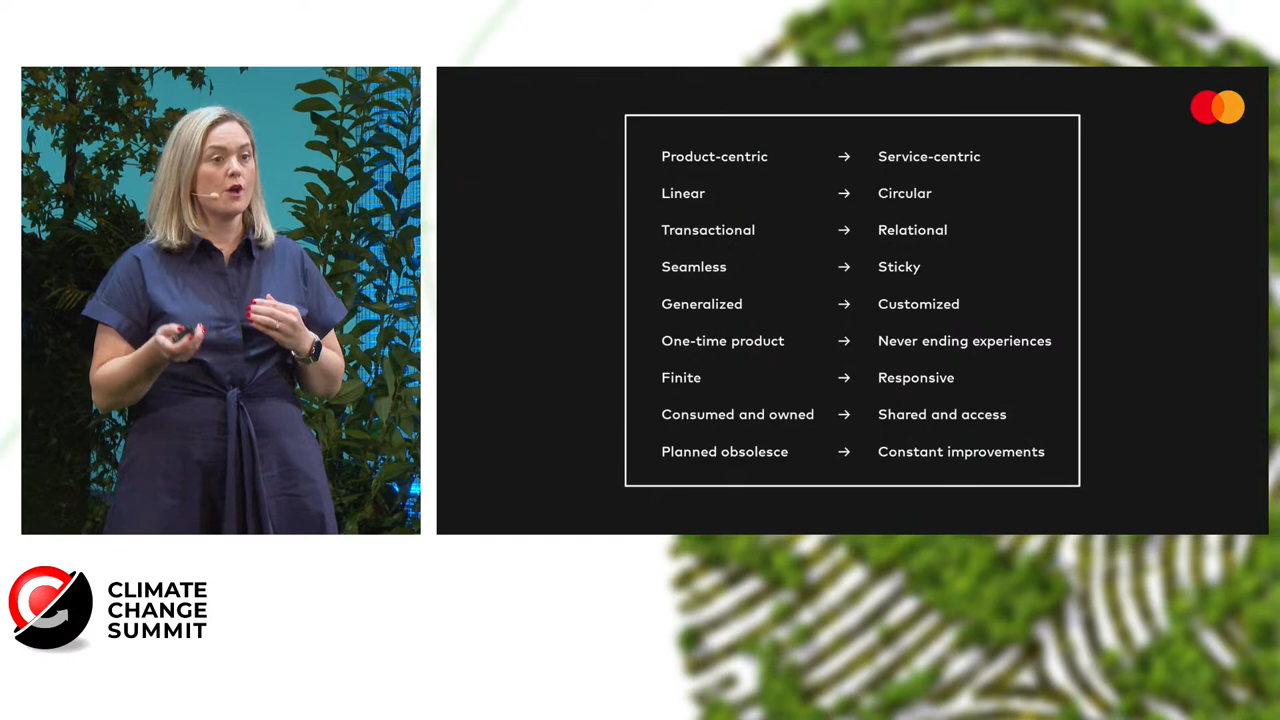 Product-centric → Service-centric
Linear → Circular
Transactional → Relational
Seamless → Sticky
Generalized → Customized
One-time product → Never ending experiences
Finite → Responsive
Consumed and owned → Shared and access
Planned obsolesce → Constant improvements
CLIMATE
CHANGE
SUMMIT